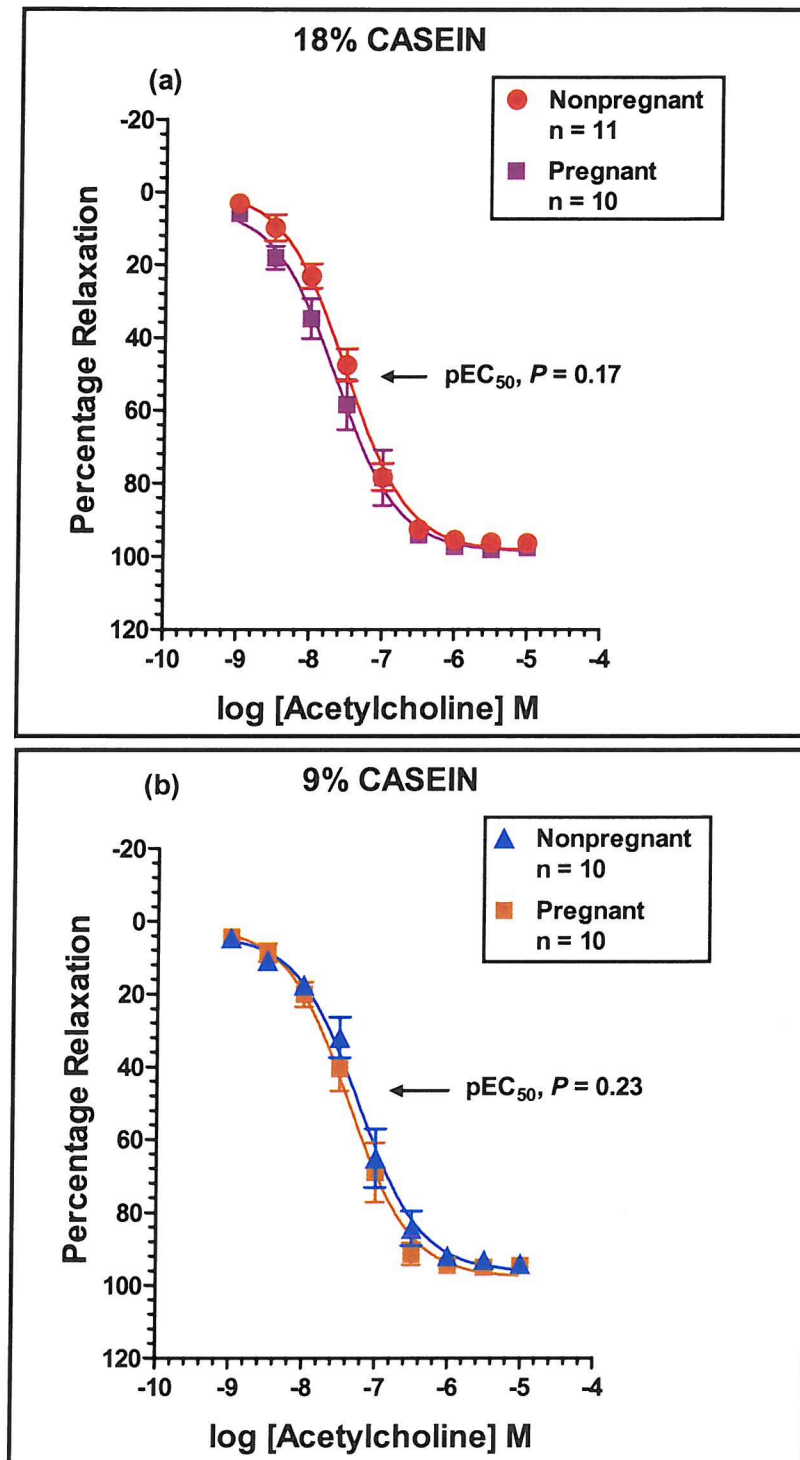 18% CASEIN
(a)
Nonpregnant
n = 11
Pregnant
n = 10
-20
0
20
40
60
80
100
120
Percentage Relaxation
pEC50, P = 0.17
-10 -9 -8 -7 -6 -5 -4
log [Acetylcholine] M
(b) 9% CASEIN
Nonpregnant
n = 10
Pregnant
n = 10
-20
0
20
40
60
80
100
120
Percentage Relaxation
pEC50, P = 0.23
-10 -9 -8 -7 -6 -5 -4
log [Acetylcholine] M